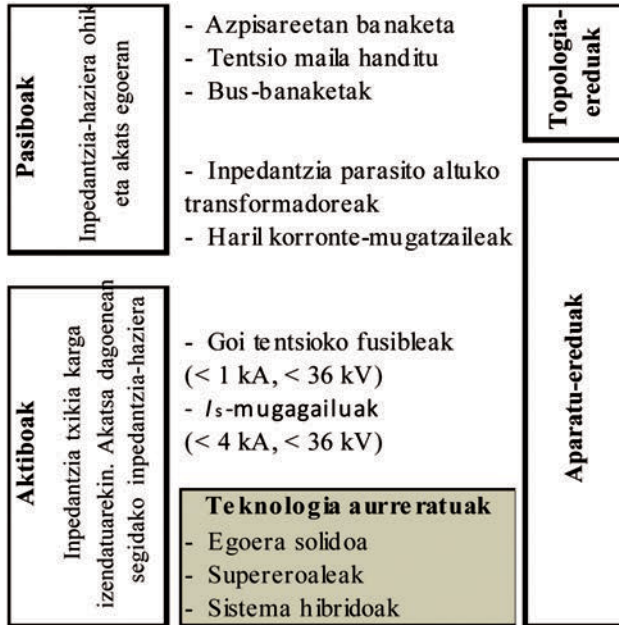 Pasiboak
Inpedantzia-haziera ohik
eta akats egoeran
- Azpisareetan banaketa
- Tentsio maila handitu
- Bus-banaketak
- Inpedantzia parasito altuko
transformadoreak
- Haril korronte-mugatzaileak
Topologia-
ereduak
Aktiboak
Inpedantzia txikia karga
izendatuarekin. Akatsa dagoenean
segidako inpedantzia-haziera
- Goi tentsioko fusibleak
(< 1 kA, < 36 kV)
- Is-mugagailuak
(< 4 kA, < 36 kV)
Teknologia aurreratuak
- Egoera solidoa
- Supereroaleak
- Sistema hibridoak
Aparatu-ereduak